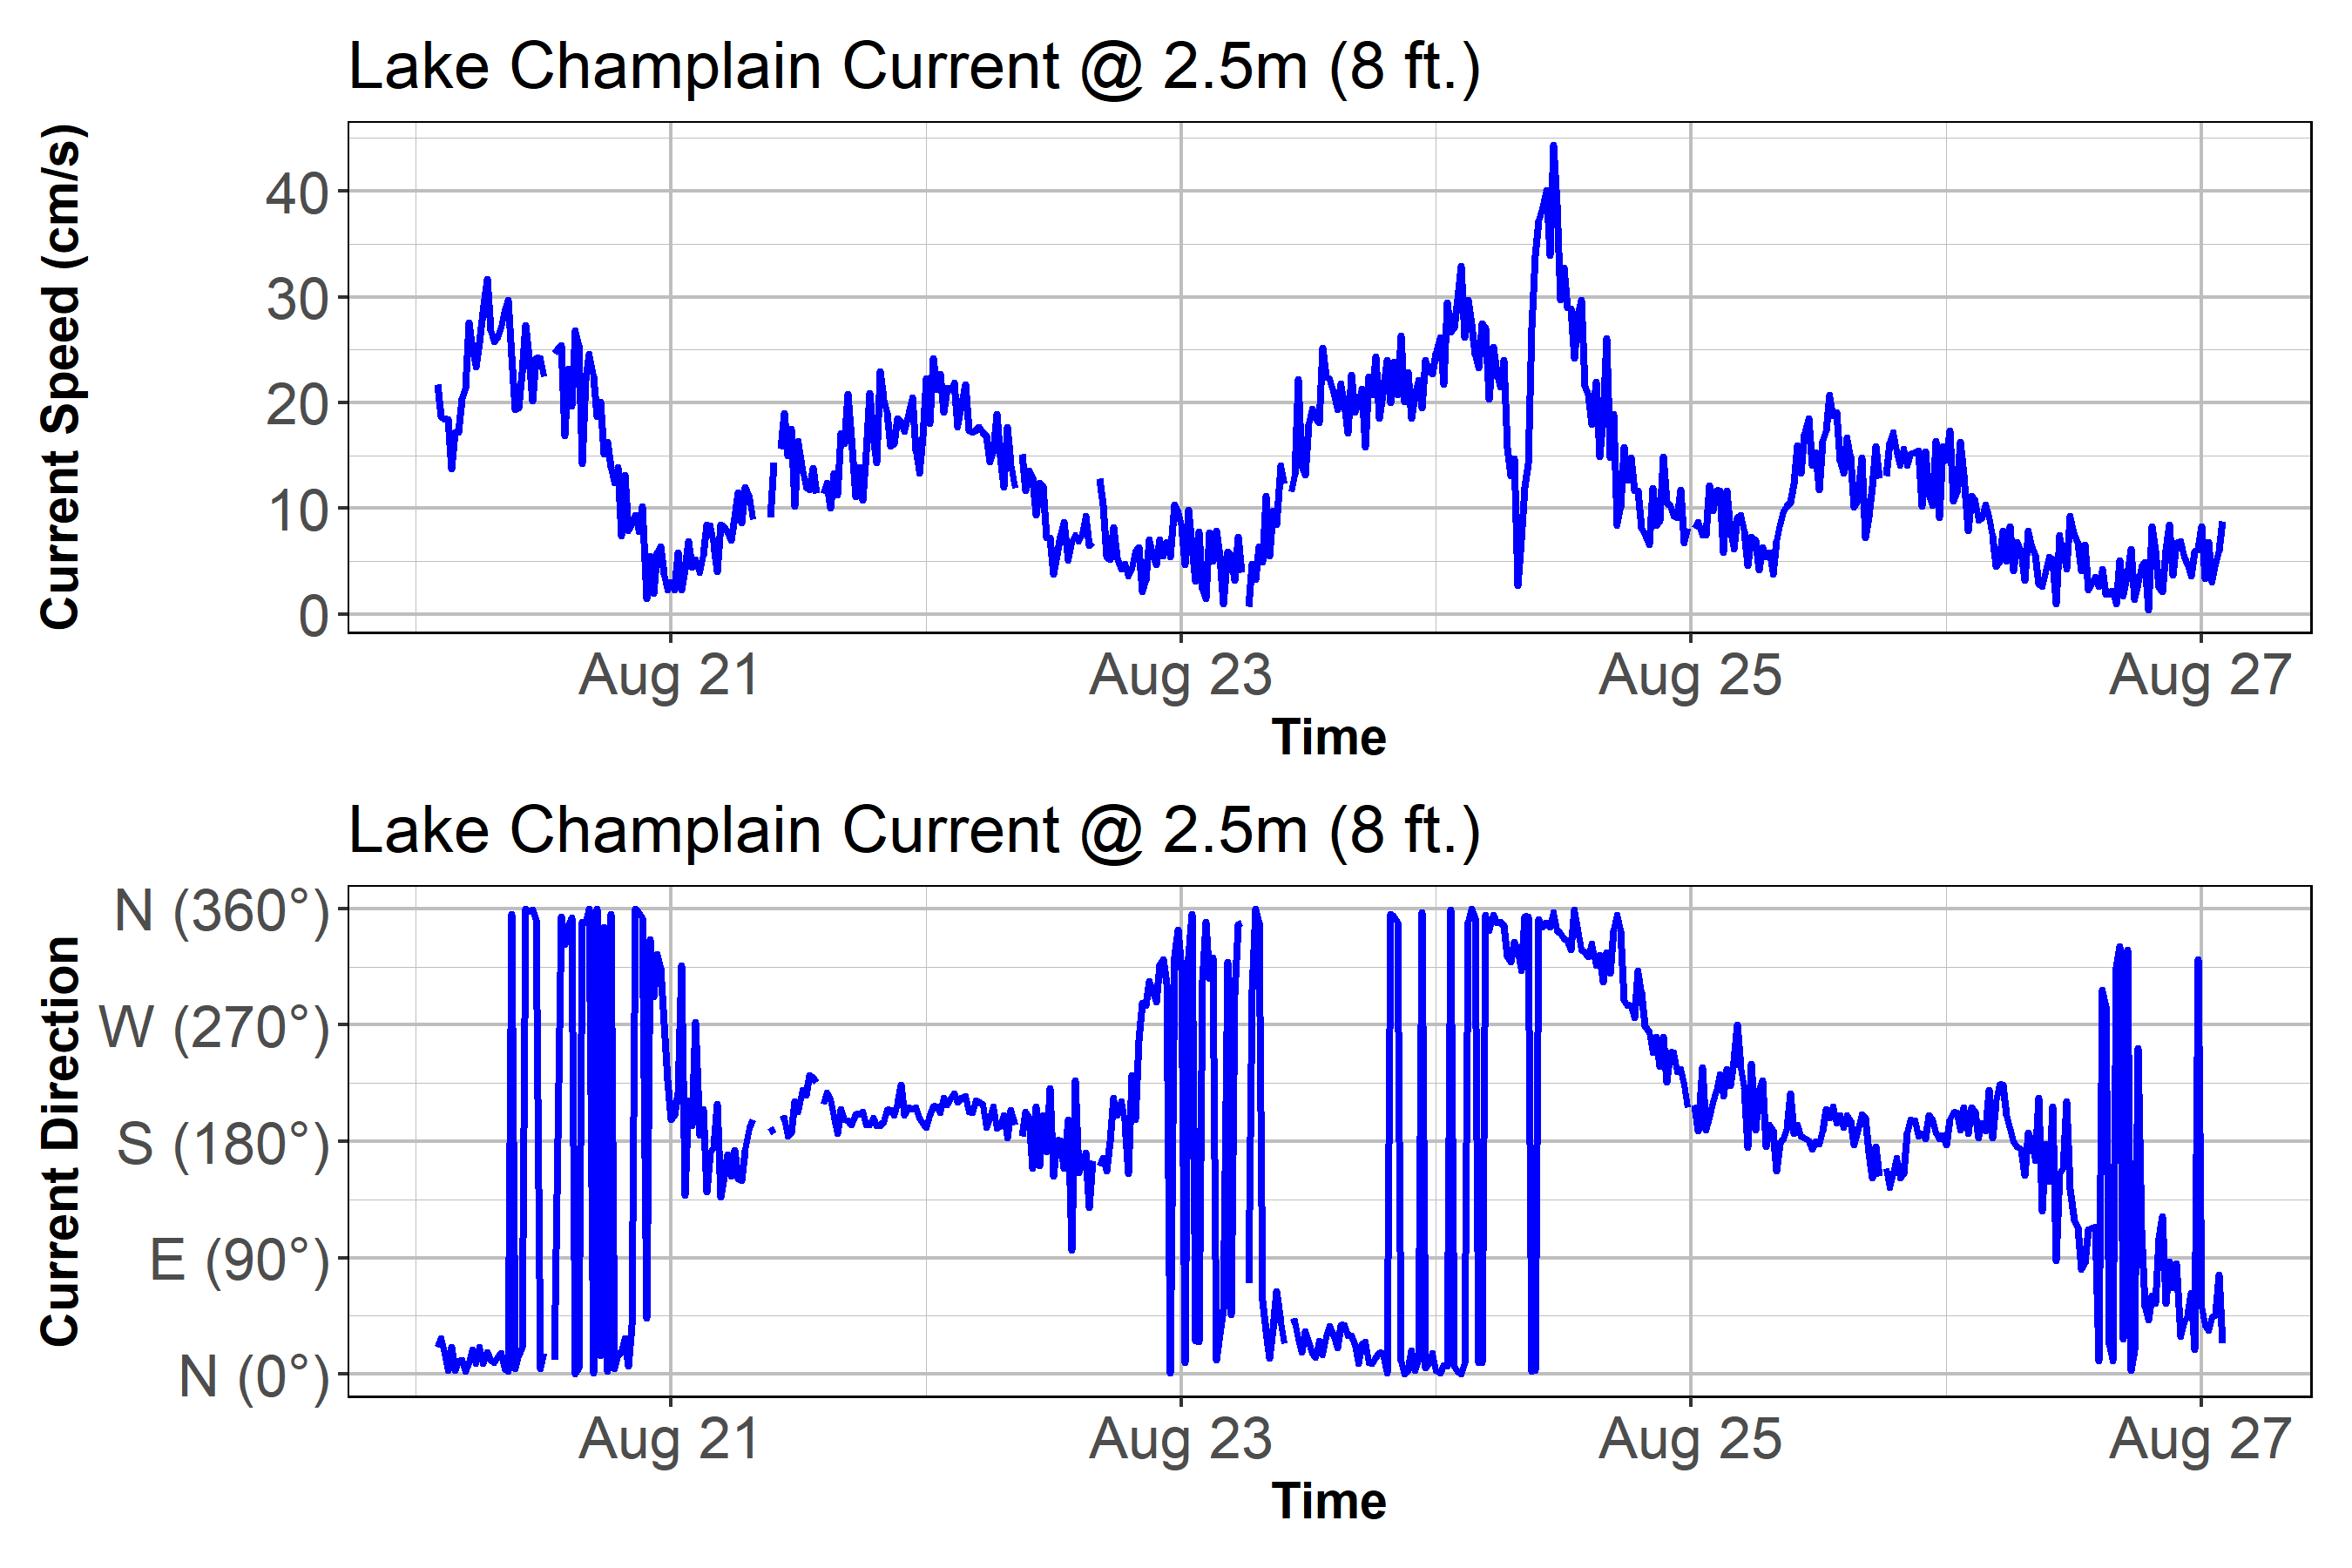 Lake Champlain Current @ 2.5m (8 ft.)
Current Speed (cm/s)
40
30
20
10
0
Aug 21
Aug 23
Aug 25
Aug 27
Time
Lake Champlain Current @ 2.5m (8 ft.)
Current Direction
N (360°)
W (270°)
S (180°)
E (90°)
N (0°)
Aug 21
Aug 23
Aug 25
Aug 27
Time